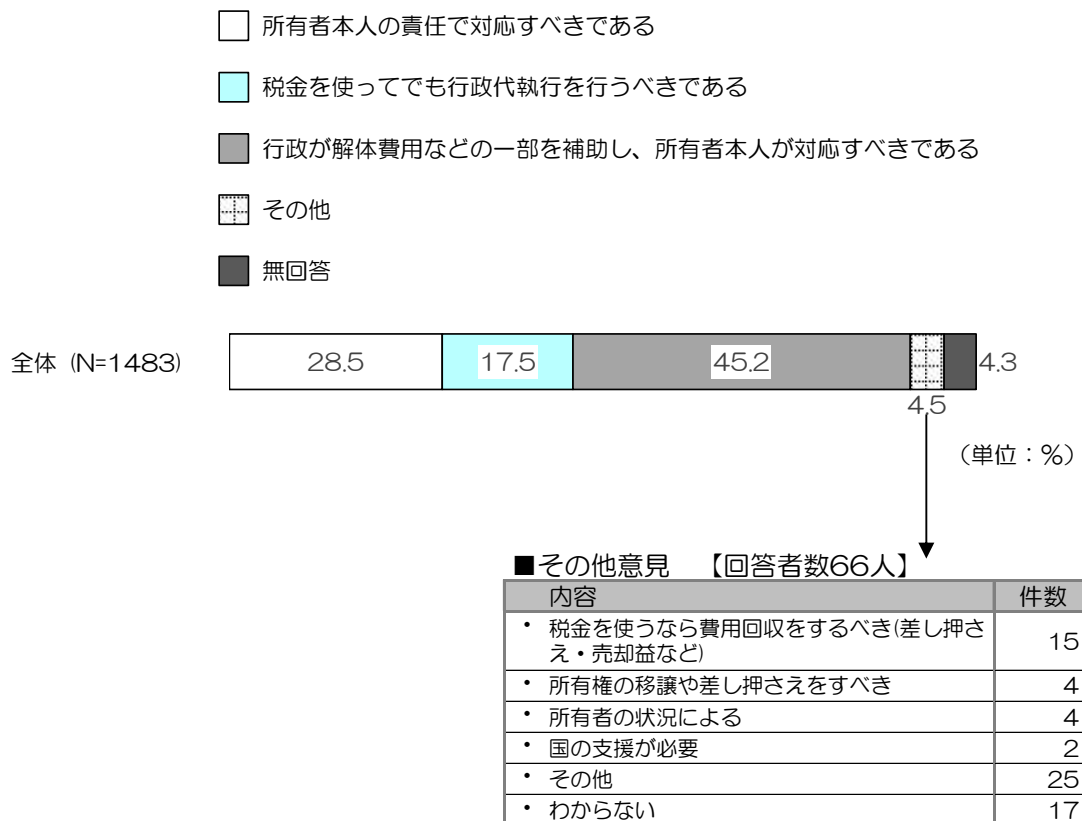 所有者本人の責任で対応すべきである
税金を使ってでも行政代執行を行うべきである
行政が解体費用などの一部を補助し、所有者本人が対応すべきである
その他
無回答
全体 (N=1483)
28.5
17.5
45.2
4.3
4.5
（単位：％）
■その他意見　【回答者数66人】
内容 件数
・ 税金を使うなら費用回収をするべき(差し押さ
え・売却益など) 15
・ 所有権の移譲や差し押さえをすべき 4
・ 所有者の状況による 4
・ 国の支援が必要 2
・ その他 25
・ わからない 17